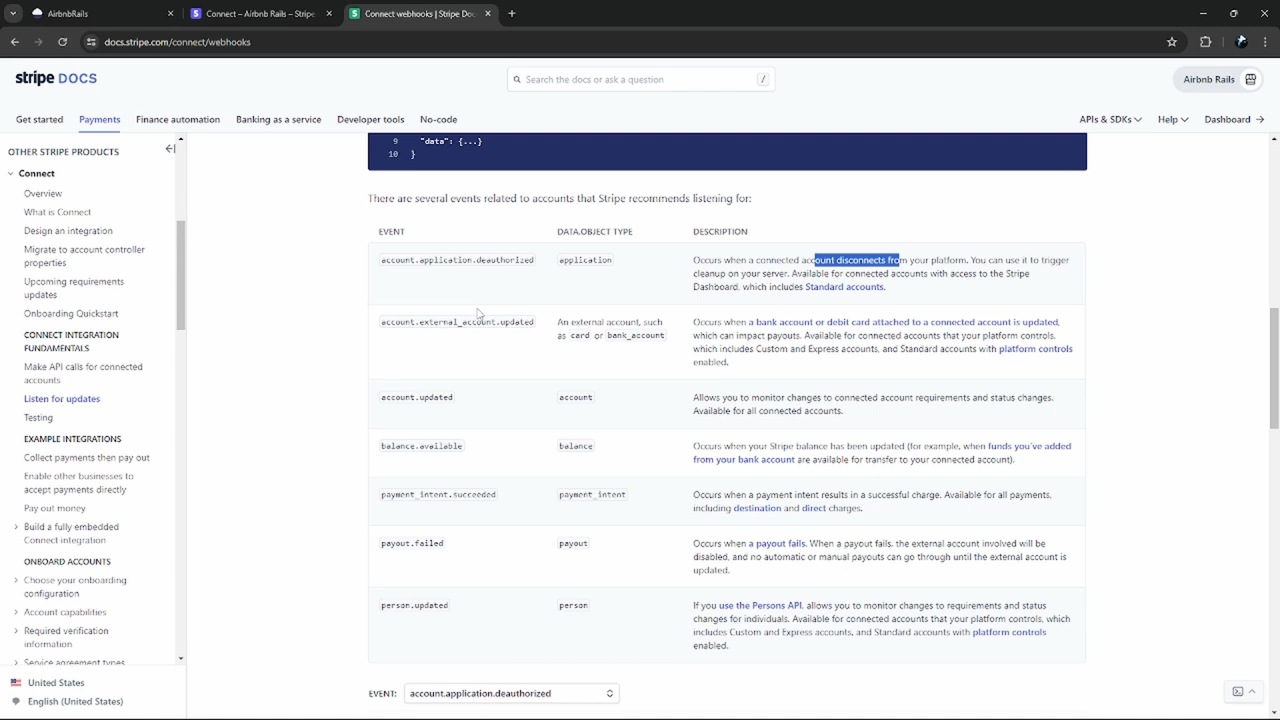 AirbnbRails
Connect – Airbnb Rails – Stripe
Connect webhooks | Stripe Doc
docs.stripe.com/connect/webhooks
stripe DOCS
Search the docs or ask a question
/
Airbnb Rails
Get started
Payments
Finance automation
Banking as a service
Developer tools
No-code
APIs & SDKs
Help
Dashboard
OTHER STRIPE PRODUCTS
Connect
Overview
What is Connect
Design an integration
Migrate to account controller
properties
Upcoming requirements
updates
Onboarding Quickstart
CONNECT INTEGRATION
FUNDAMENTALS
Make API calls for connected
accounts
Listen for updates
Testing
EXAMPLE INTEGRATIONS
Collect payments then pay out
Enable other businesses to
accept payments directly
Pay out money
Build a fully embedded
Connect integration
ONBOARD ACCOUNTS
Choose your onboarding
configuration
Account capabilities
Required verification
information
Service agreement types
United States
English (United States)
9 "data": {...}
10 }
There are several events related to accounts that Stripe recommends listening for:
EVENT
DATA.OBJECT TYPE
DESCRIPTION
account.application.deauthorized
application
Occurs when a connected account disconnects from your platform. You can use it to trigger
cleanup on your server. Available for connected accounts with access to the Stripe
Dashboard, which includes Standard accounts.
account.external_account.updated
An external account, such
as card or bank_account
Occurs when a bank account or debit card attached to a connected account is updated,
which can impact payouts. Available for connected accounts that your platform controls,
which includes Custom and Express accounts, and Standard accounts with platform controls
enabled.
account.updated
account
Allows you to monitor changes to connected account requirements and status changes.
Available for all connected accounts.
balance.available
balance
Occurs when your Stripe balance has been updated (for example, when funds you've added
from your bank account are available for transfer to your connected account).
payment_intent.succeeded
payment_intent
Occurs when a payment intent results in a successful charge. Available for all payments,
including destination and direct charges.
payout.failed
payout
Occurs when a payout fails. When a payout fails, the external account involved will be
disabled, and no automatic or manual payouts can go through until the external account is
updated.
person.updated
person
If you use the Persons API, allows you to monitor changes to requirements and status
changes for individuals. Available for connected accounts that your platform controls, which
includes Custom and Express accounts, and Standard accounts with platform controls
enabled.
EVENT:
account.application.deauthorized